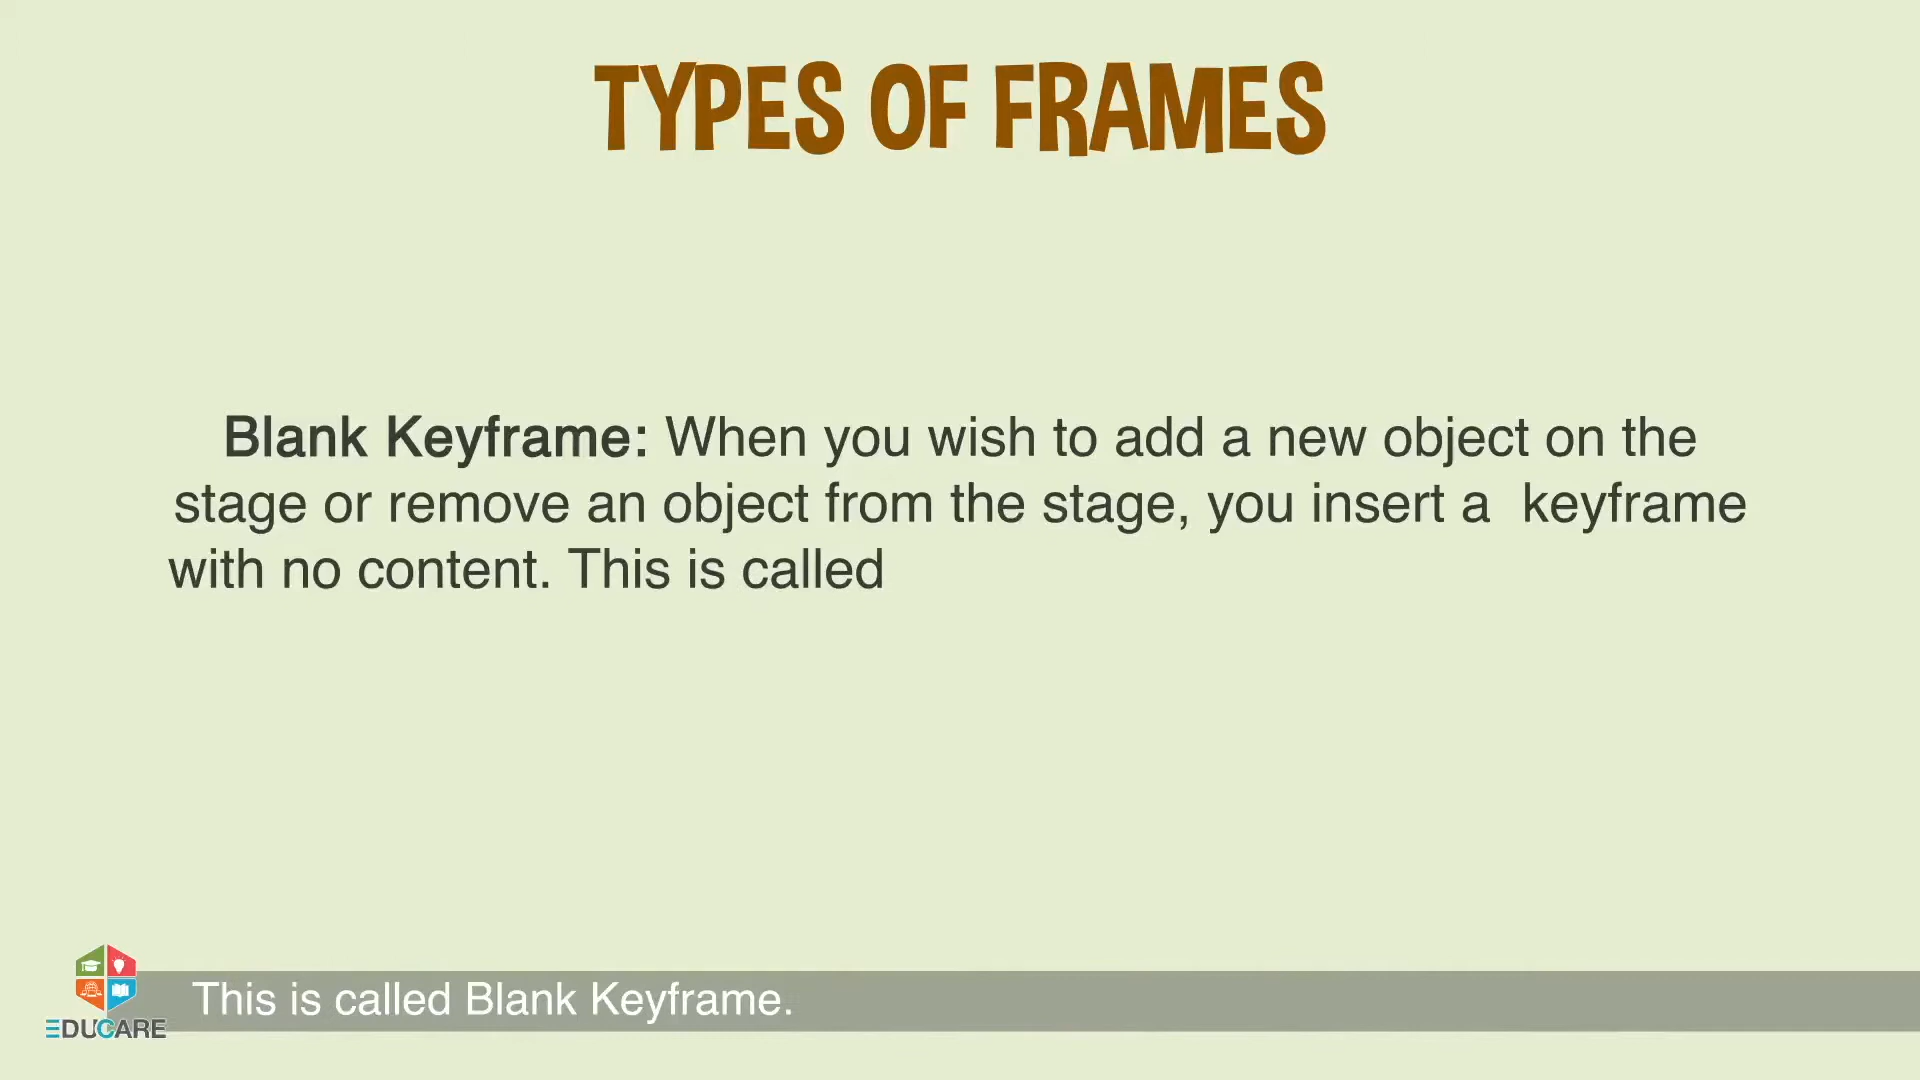 TYPES OF FRAMES
Blank Keyframe: When you wish to add a new object on the
stage or remove an object from the stage, you insert a  keyframe
with no content. This is called
This is called Blank Keyframe.
EDUCARE